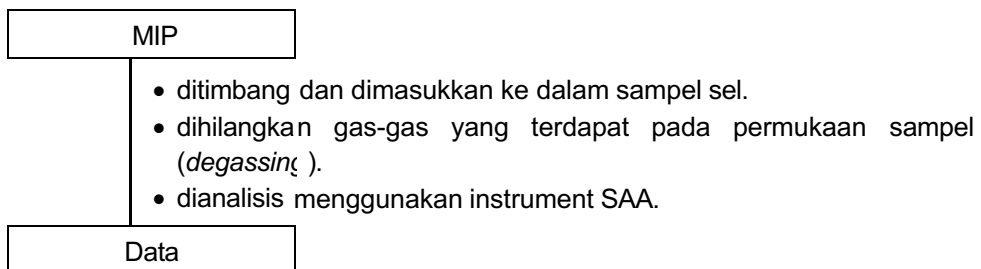 MIP
• ditimbang dan dimasukkan ke dalam sampel sel.
• dihilangkan gas-gas yang terdapat pada permukaan sampel
(degassing ).
• dianalisis menggunakan instrument SAA.
Data